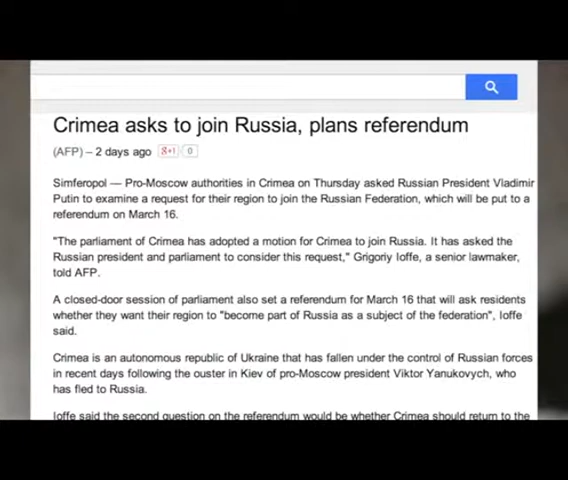 Crimea asks to join Russia, plans referendum
(AFP) – 2 days ago g+1 0
Simferopol — Pro-Moscow authorities in Crimea on Thursday asked Russian President Vladimir
Putin to examine a request for their region to join the Russian Federation, which will be put to a
referendum on March 16.
"The parliament of Crimea has adopted a motion for Crimea to join Russia. It has asked the
Russian president and parliament to consider this request," Grigoriy Ioffe, a senior lawmaker,
told AFP.
A closed-door session of parliament also set a referendum for March 16 that will ask residents
whether they want their region to "become part of Russia as a subject of the federation", Ioffe
said.
Crimea is an autonomous republic of Ukraine that has fallen under the control of Russian forces
in recent days following the ouster in Kiev of pro-Moscow president Viktor Yanukovych, who
has fled to Russia.
Ioffe said the second question on the referendum would be whether Crimea should return to the